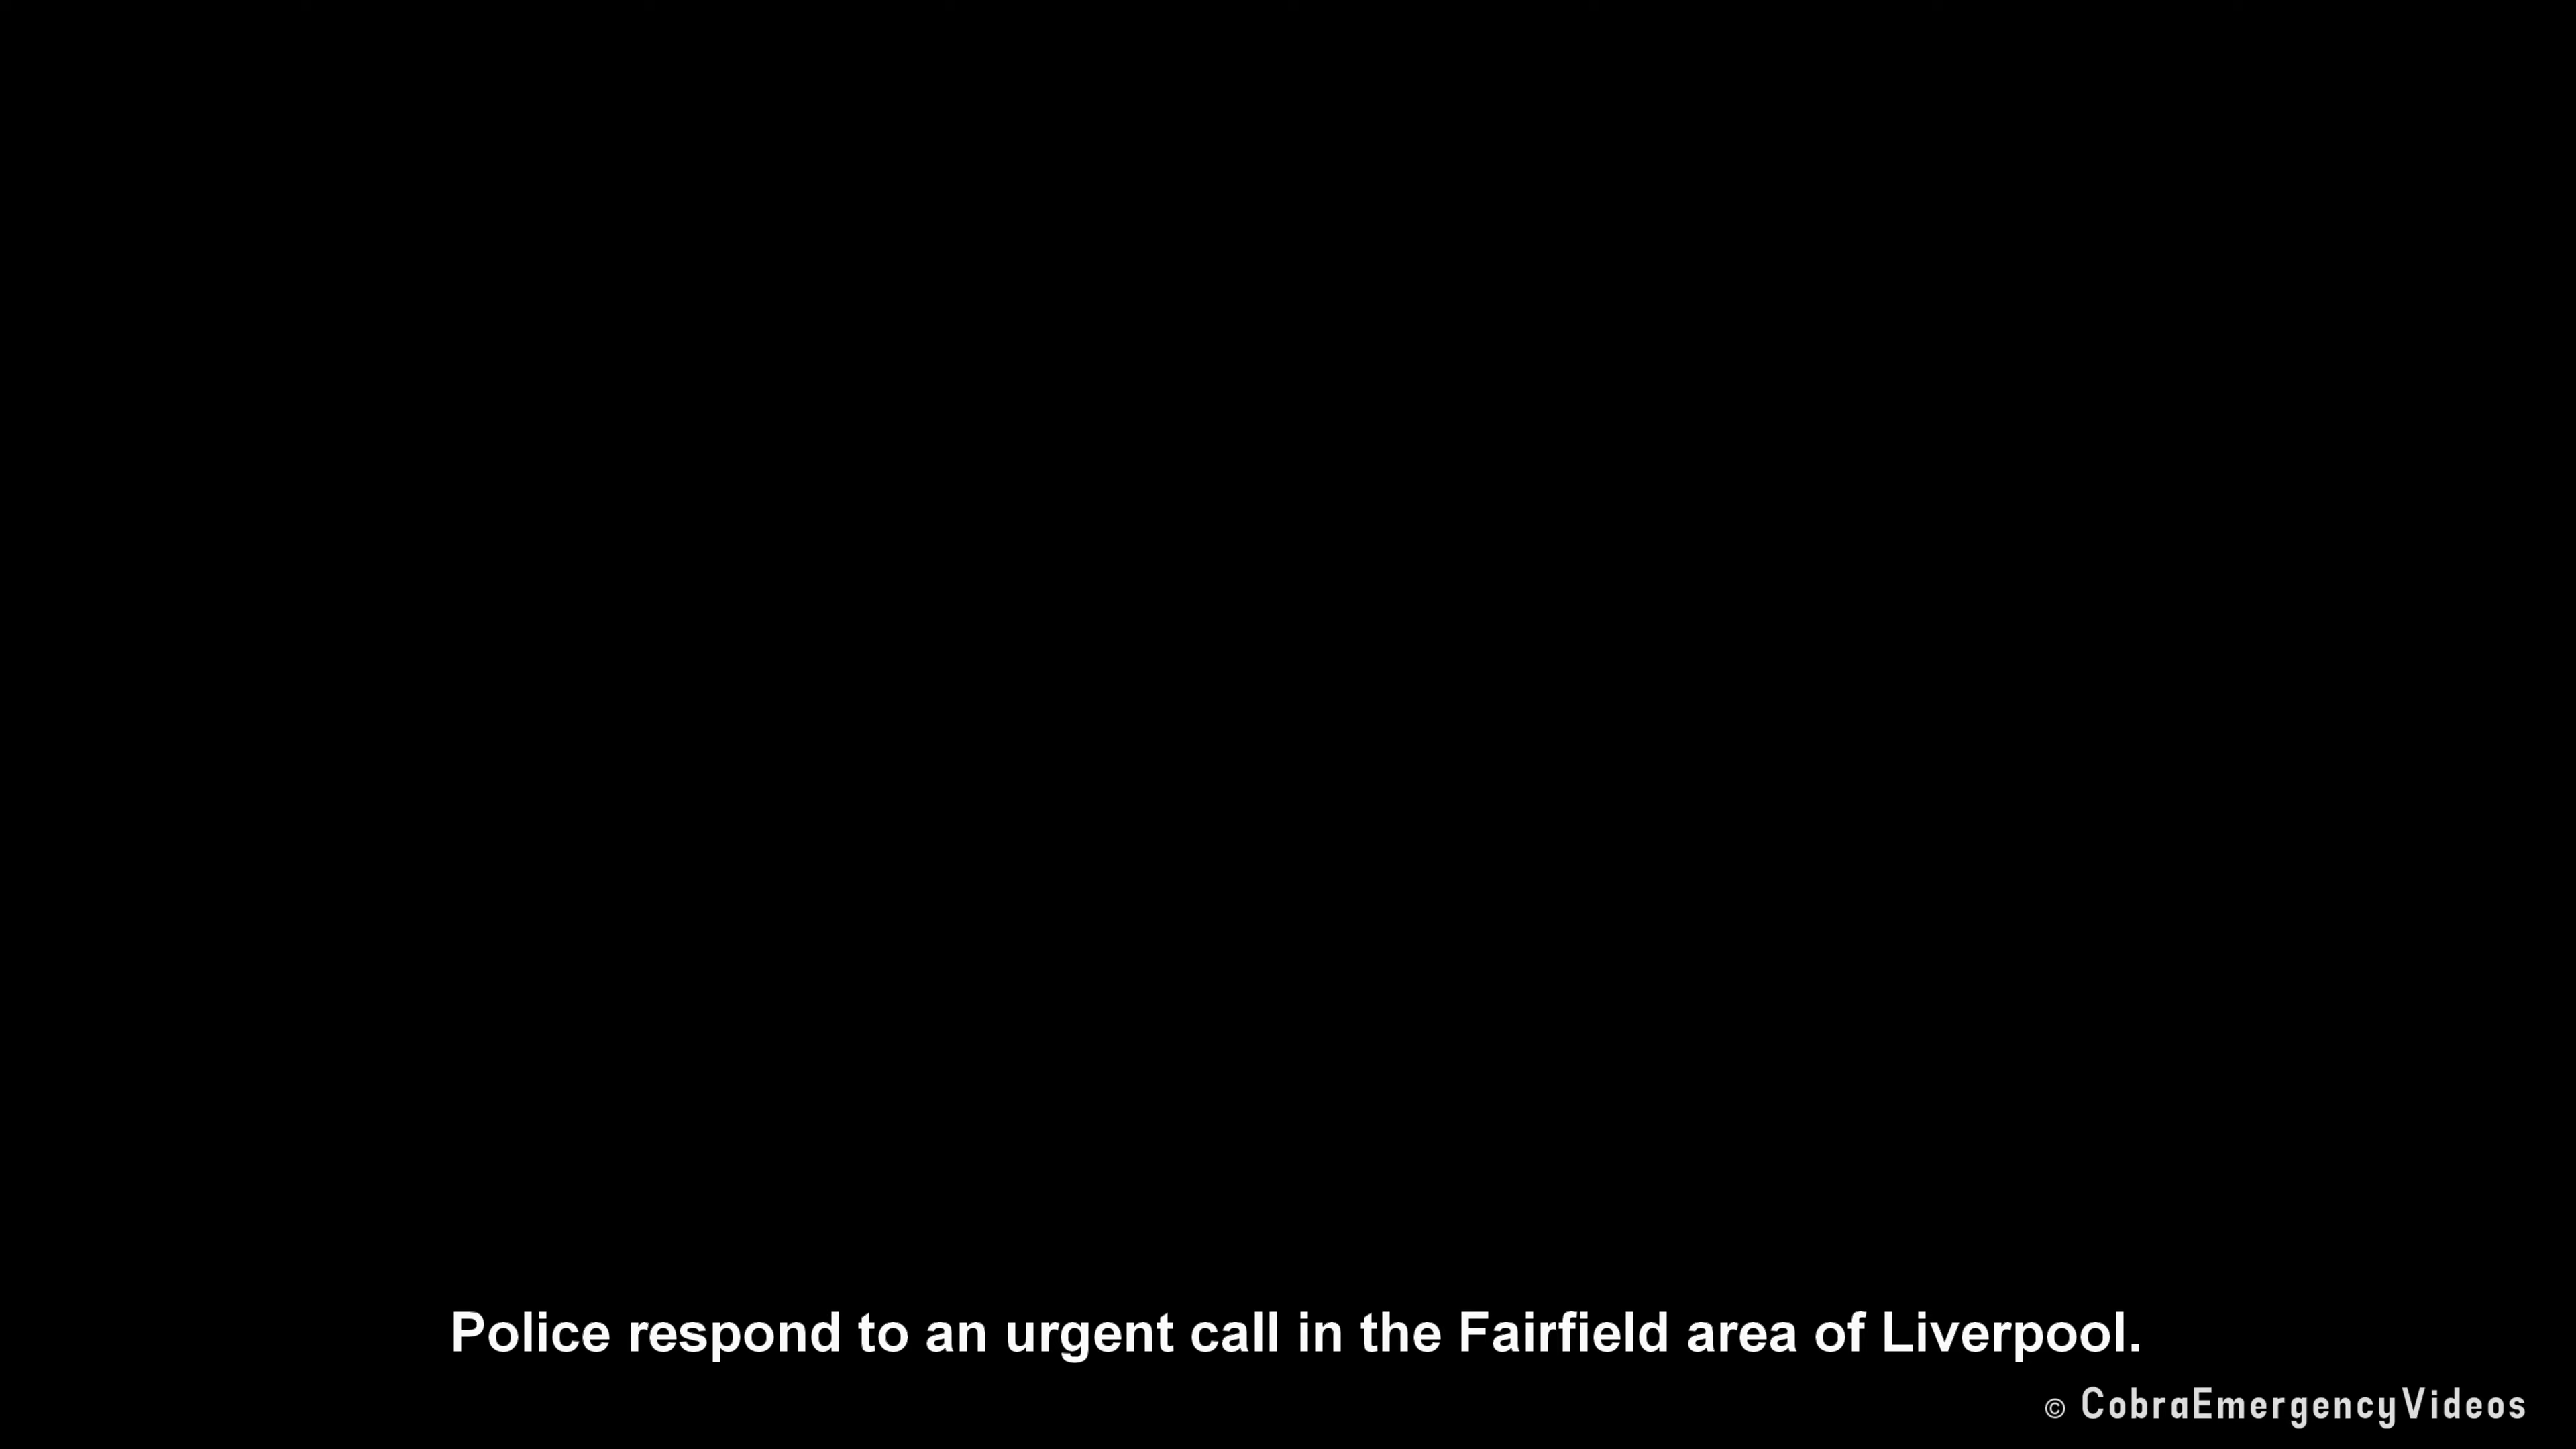 Police respond to an urgent call in the Fairfield area of Liverpool.
© CobraEmergencyVideos